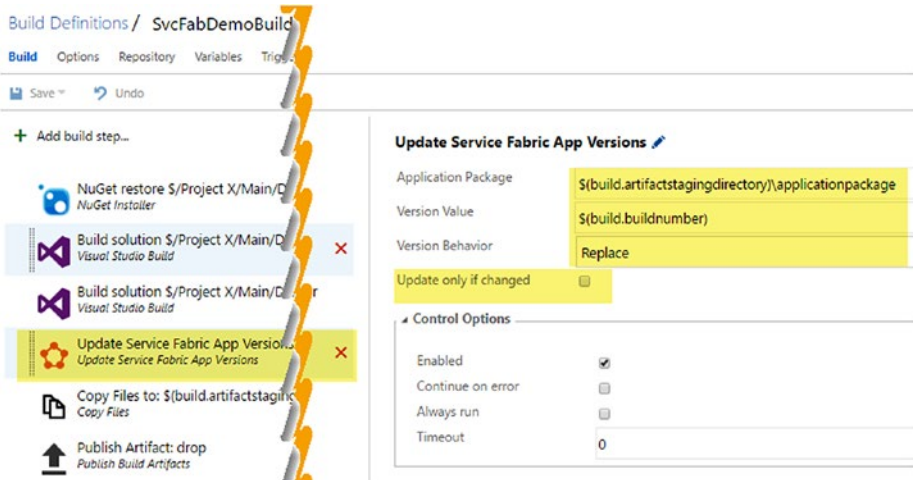 Build Definitions / SvcFabDemoBuild
Build Options Repository Variables
Save Undo
+ Add build step...
NuGet restore $/Project X/Main/D
NuGet Installer
Build solution $/Project X/Main/D
Visual Studio Build
Build solution $/Project X/Main/D
Visual Studio Build
Update Service Fabric App Version
Update Service Fabric App Versions
Copy Files to: $(build.artifactstaging
Copy Files
Publish Artifact: drop
Publish Build Artifacts
Update Service Fabric App Versions
Application Package $(build.artifactstagingdirectory)\applicationpackage
Version Value $(build.buildnumber)
Version Behavior Replace
Update only if changed
Control Options
Enabled
Continue on error
Always run
Timeout 0